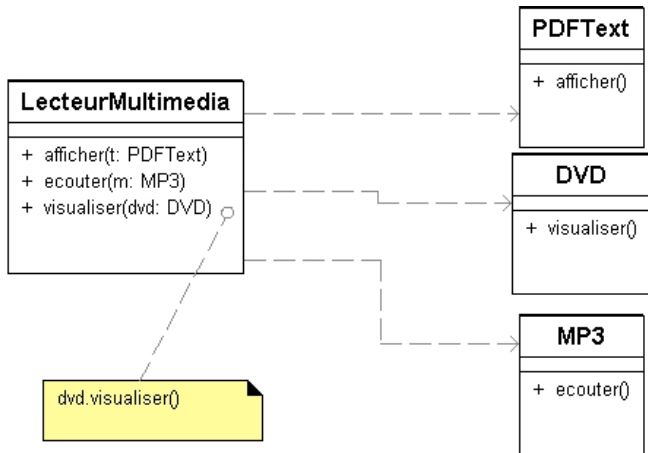 LecteurMultimedia
+ afficher(t: PDFText)
+ ecouter(m: MP3)
+ visualiser(dvd: DVD)
dvd.visualiser()
PDFText
+ afficher()
DVD
+ visualiser()
MP3
+ ecouter()